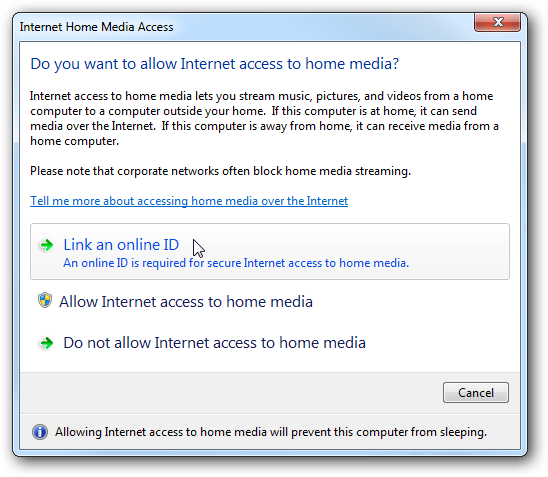 Internet Home Media Access
Do you want to allow Internet access to home media?
Internet access to home media lets you stream music, pictures, and videos from a home
computer to a computer outside your home.  If this computer is at home, it can send
media over the Internet.  If this computer is away from home, it can receive media from a
home computer.
Please note that corporate networks often block home media streaming.
Tell me more about accessing home media over the Internet
Link an online ID
An online ID is required for secure Internet access to home media.
Allow Internet access to home media
Do not allow Internet access to home media
Cancel
Allowing Internet access to home media will prevent this computer from sleeping.